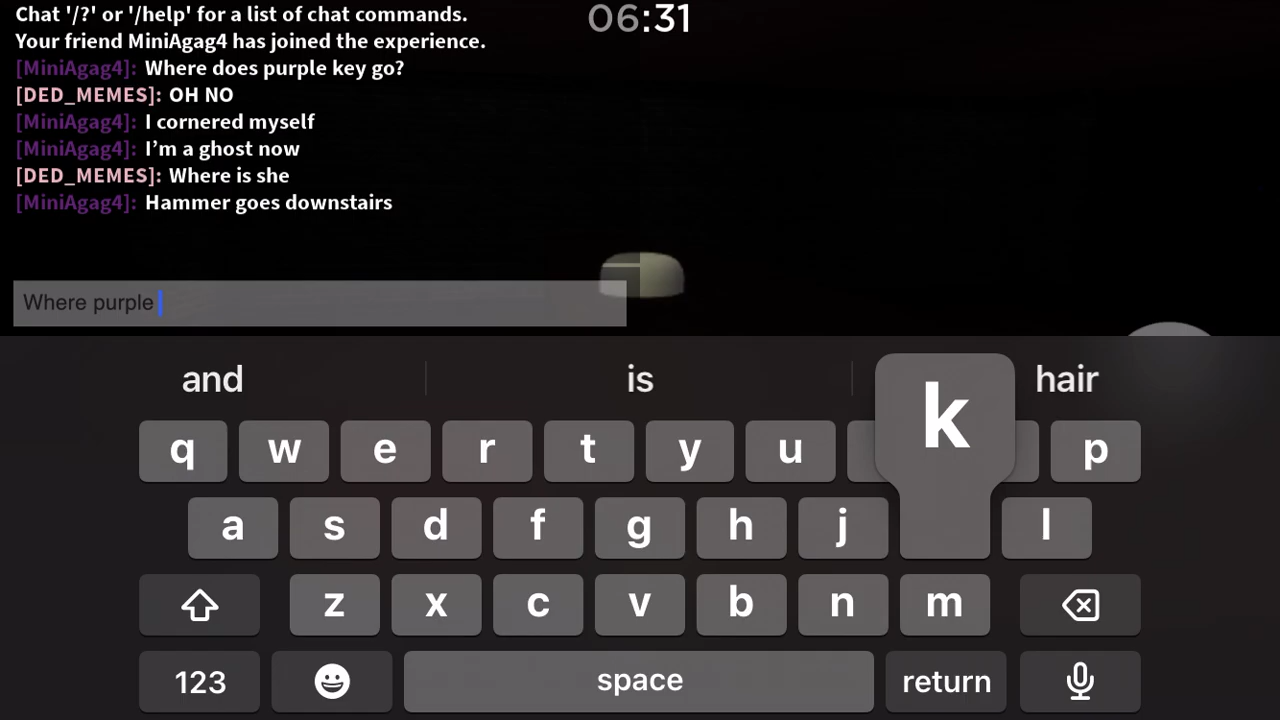 Chat '/?' or '/help' for a list of chat commands.
06:31
Your friend MiniAgag4 has joined the experience.
[MiniAgag4]: Where does purple key go?
[DED_MEMES]: OH NO
[MiniAgag4]: I cornered myself
[MiniAgag4]: I’m a ghost now
[DED_MEMES]: Where is she
[MiniAgag4]: Hammer goes downstairs
Where purple
and is hair
q w e r t y u p
a s d f g h j k l
z x c v b n m
123 space return